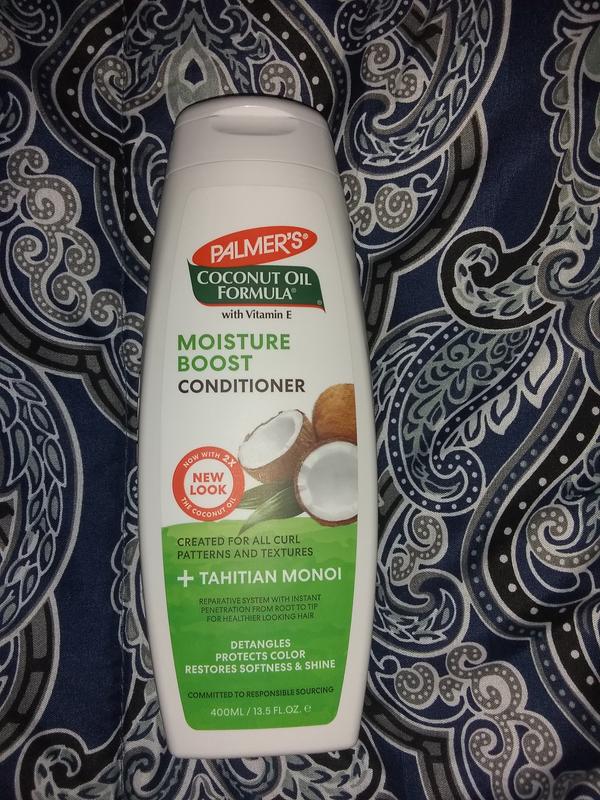 PALMER'S®
COCONUT OIL
FORMULA®
with Vitamin E
MOISTURE
BOOST
CONDITIONER
NOW WITH 2X
NEW
LOOK
THE COCONUT OIL
CREATED FOR ALL CURL
PATTERNS AND TEXTURES
+ TAHITIAN MONOI
REPARATIVE SYSTEM WITH INSTANT
PENETRATION FROM ROOT TO TIP
FOR HEALTHIER LOOKING HAIR
DETANGLES
PROTECTS COLOR
RESTORES SOFTNESS & SHINE
COMMITTED TO RESPONSIBLE SOURCING
400ML / 13.5 FL.OZ. ℮